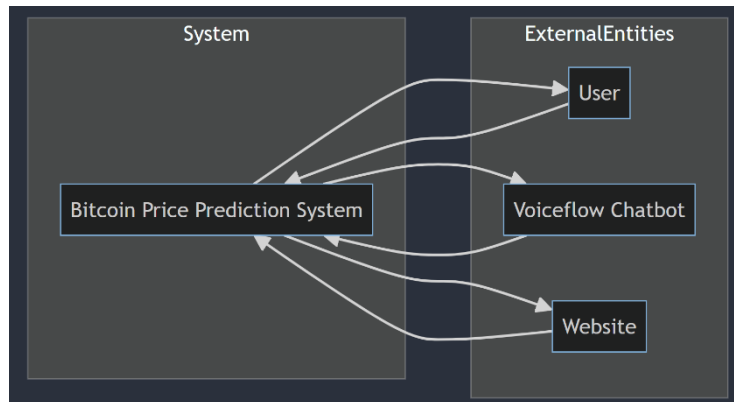 System
ExternalEntities
User
Bitcoin Price Prediction System
Voiceflow Chatbot
Website